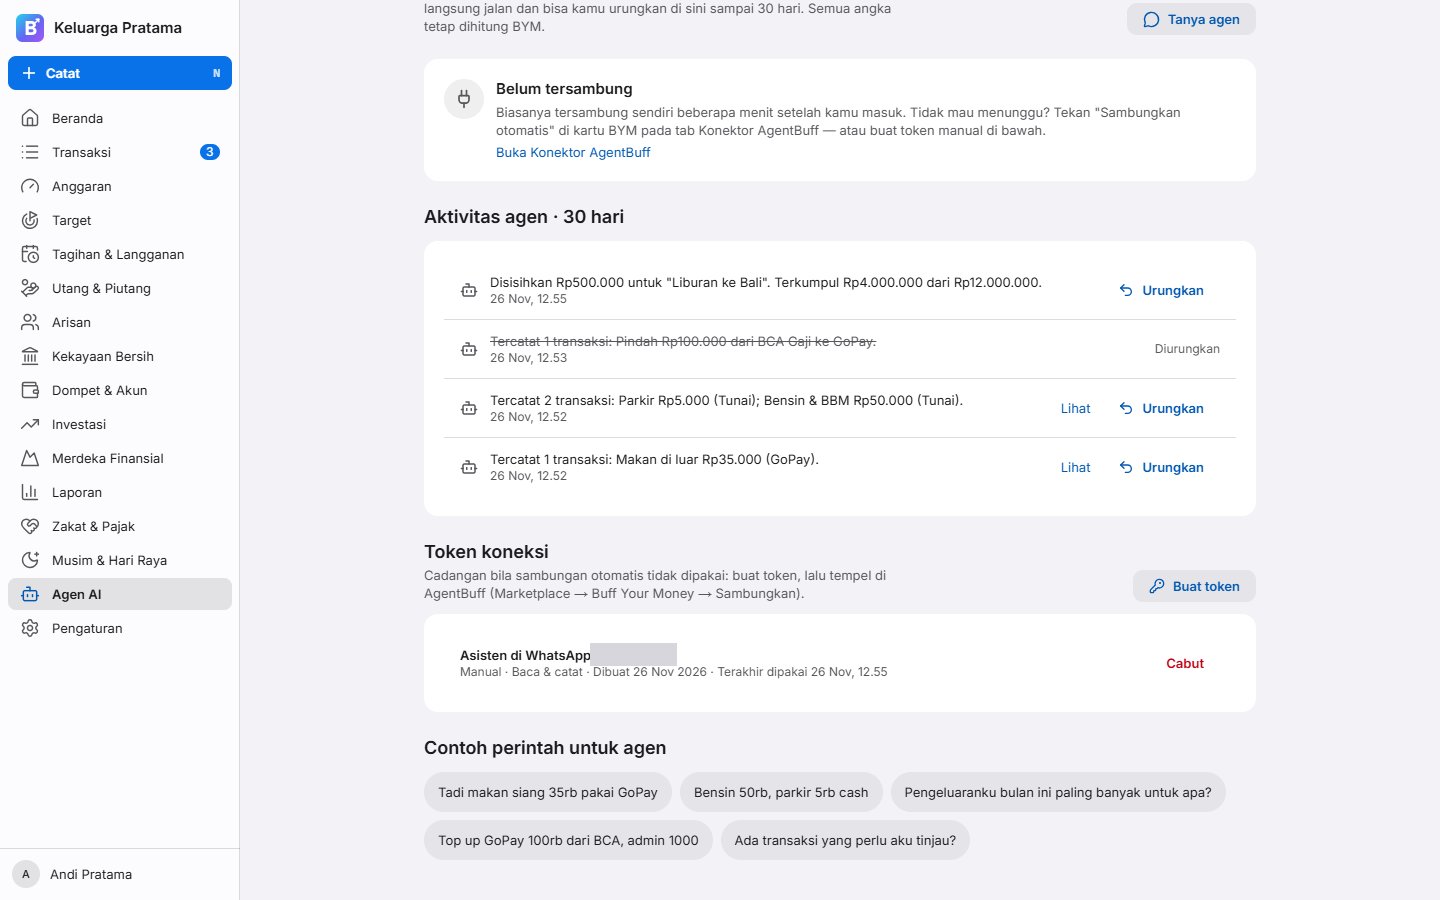 Keluarga Pratama
Catat N
Beranda
Transaksi 3
Anggaran
Target
Tagihan & Langganan
Utang & Piutang
Arisan
Kekayaan Bersih
Dompet & Akun
Investasi
Merdeka Finansial
Laporan
Zakat & Pajak
Musim & Hari Raya
Agen AI
Pengaturan
A Andi Pratama
langsung jalan dan bisa kamu urungkan di sini sampai 30 hari. Semua angka
tetap dihitung BYM.
Tanya agen
Belum tersambung
Biasanya tersambung sendiri beberapa menit setelah kamu masuk. Tidak mau menunggu? Tekan "Sambungkan
otomatis" di kartu BYM pada tab Konektor AgentBuff — atau buat token manual di bawah.
Buka Konektor AgentBuff
Aktivitas agen · 30 hari
Disisihkan Rp500.000 untuk "Liburan ke Bali". Terkumpul Rp4.000.000 dari Rp12.000.000.
26 Nov, 12.55
Urungkan
Tercatat 1 transaksi: Pindah Rp100.000 dari BCA Gaji ke GoPay.
26 Nov, 12.53
Diurungkan
Tercatat 2 transaksi: Parkir Rp5.000 (Tunai); Bensin & BBM Rp50.000 (Tunai).
26 Nov, 12.52
Lihat Urungkan
Tercatat 1 transaksi: Makan di luar Rp35.000 (GoPay).
26 Nov, 12.52
Lihat Urungkan
Token koneksi
Cadangan bila sambungan otomatis tidak dipakai: buat token, lalu tempel di
AgentBuff (Marketplace → Buff Your Money → Sambungkan).
Buat token
Asisten di WhatsApp
Manual · Baca & catat · Dibuat 26 Nov 2026 · Terakhir dipakai 26 Nov, 12.55
Cabut
Contoh perintah untuk agen
Tadi makan siang 35rb pakai GoPay
Bensin 50rb, parkir 5rb cash
Pengeluaranku bulan ini paling banyak untuk apa?
Top up GoPay 100rb dari BCA, admin 1000
Ada transaksi yang perlu aku tinjau?